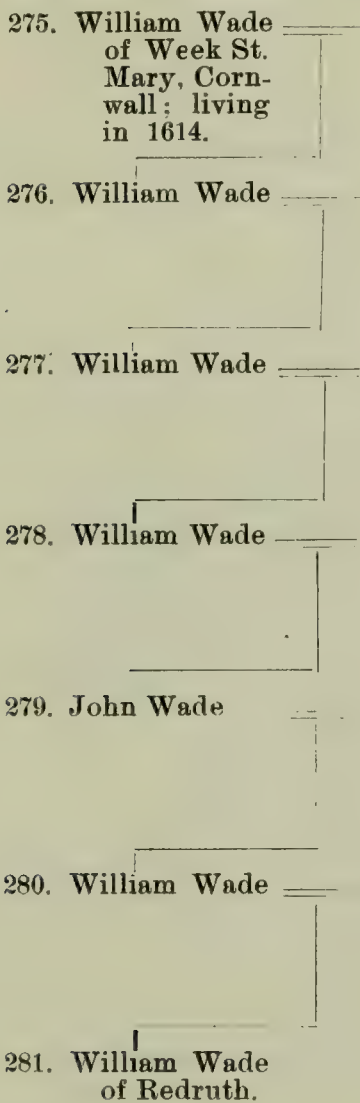 275. William Wade
of Week St.
Mary, Corn-
wall; living
in 1614.
276. William Wade
277. William Wade
278. William Wade
279. John Wade
280. William Wade
281. William Wade
of Redruth.